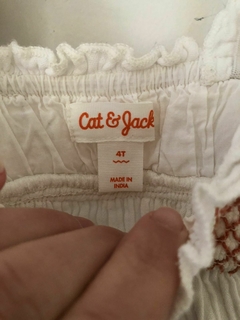 Cat & Jack
4T
MADE IN
INDIA